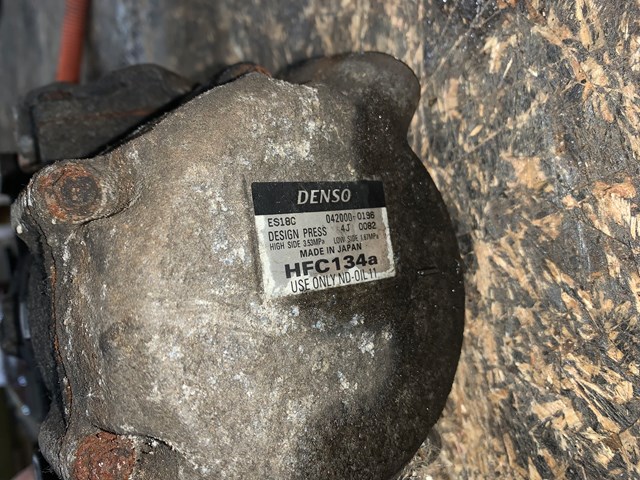 DENSO
ES18C 042000-0196
DESIGN PRESS 4J 0082
HIGH SIDE 3.53MPa LOW SIDE 1.67MPa
MADE IN JAPAN
HFC134a
USE ONLY ND-OIL11